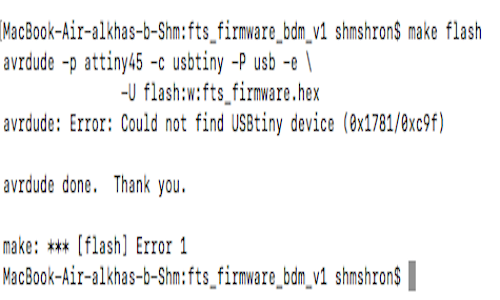 [MacBook-Air-alkhas-b-Shm:fts_firmware_bdm_v1 shmshron$ make flash
avrdude -p attiny45 -c usbtiny -P usb -e \
-U flash:w:fts_firmware.hex
avrdude: Error: Could not find USBtiny device (0x1781/0xc9f)
avrdude done.  Thank you.
make: *** [flash] Error 1
MacBook-Air-alkhas-b-Shm:fts_firmware_bdm_v1 shmshron$